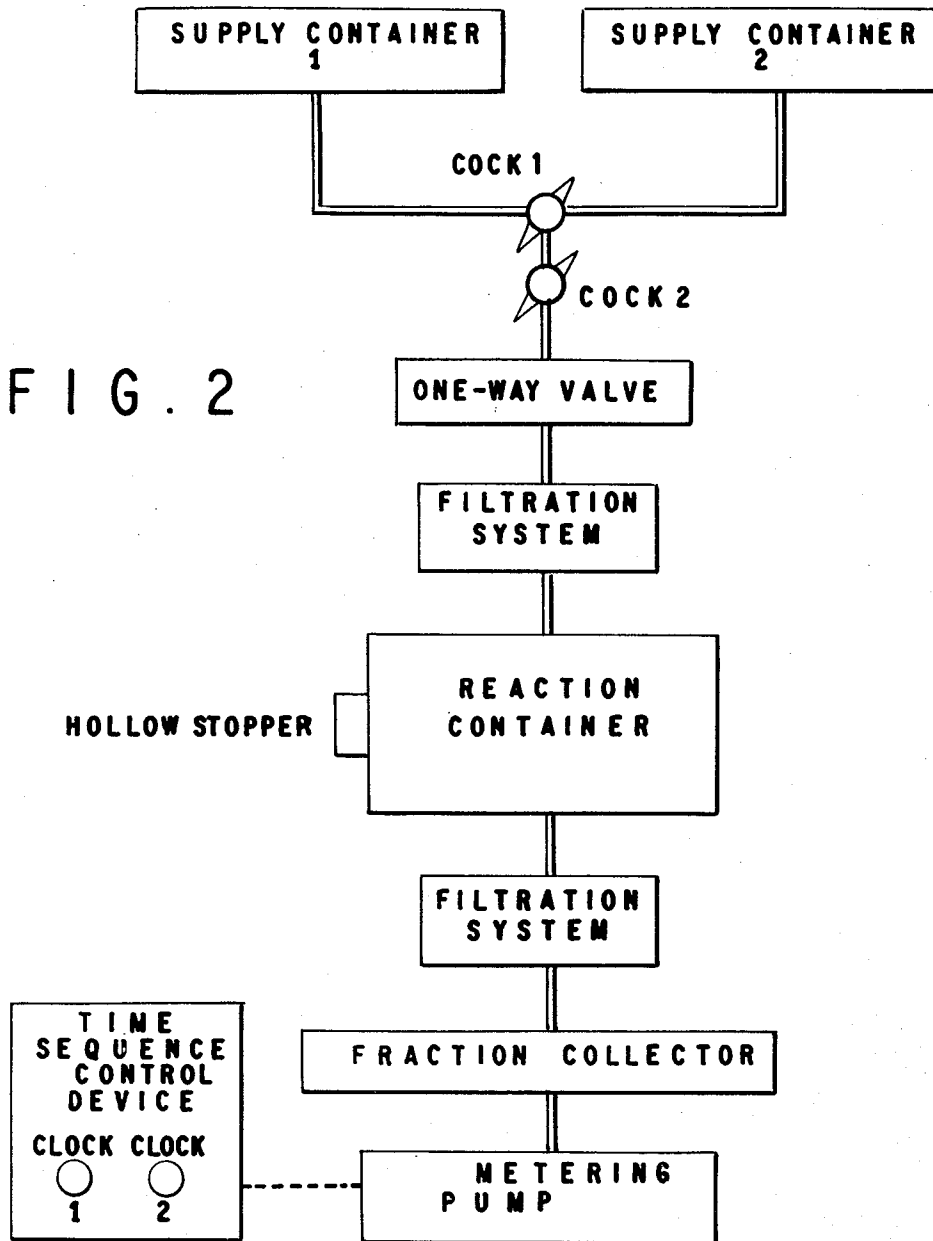 SUPPLY CONTAINER
1
SUPPLY CONTAINER
2
COCK 1
COCK 2
FIG. 2
ONE-WAY VALVE
FILTRATION
SYSTEM
REACTION
CONTAINER
HOLLOW STOPPER
FILTRATION
SYSTEM
FRACTION COLLECTOR
TIME
SEQUENCE
CONTROL
DEVICE
CLOCK CLOCK
1 2
METERING
PUMP